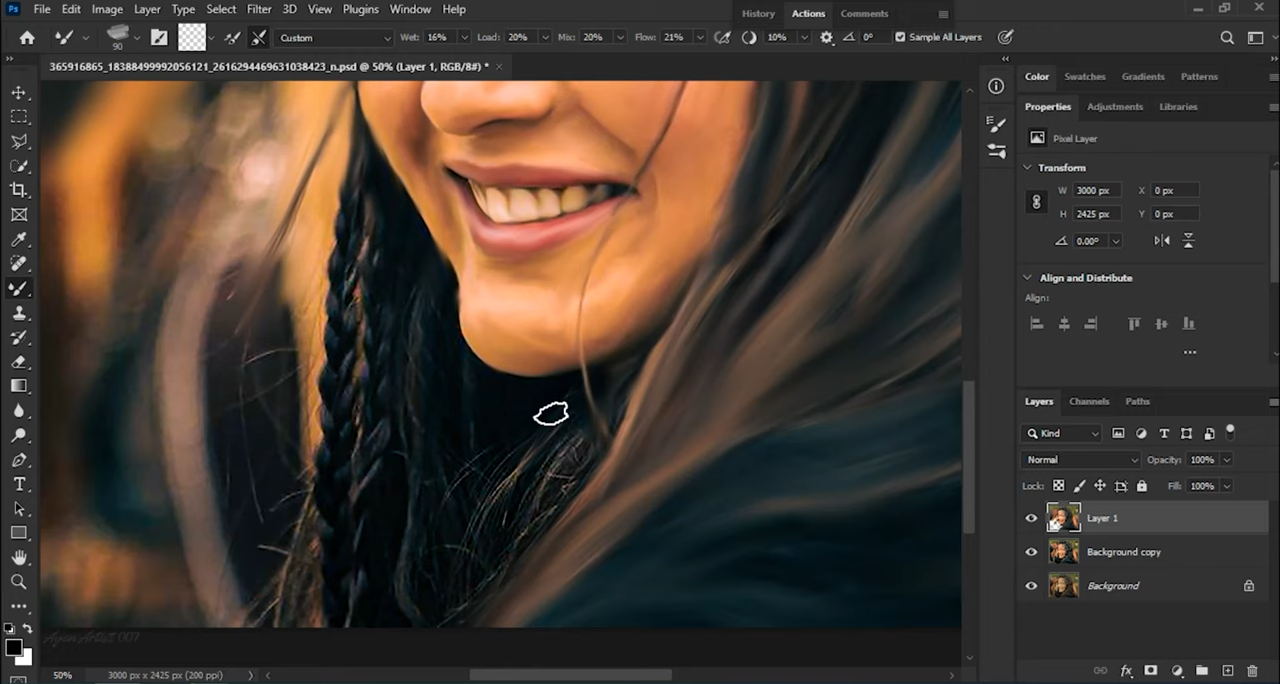 Ps File Edit Image Layer Type Select Filter 3D View Plugins Window Help
History Actions Comments
90 Custom Wet: 16% Load: 20% Mix: 20% Flow: 21% 10% 0° Sample All Layers
365916865_18388499992056121_2616294469631038423_n.psd @ 50% (Layer 1, RGB/8#) *
Color Swatches Gradients Patterns
Properties Adjustments Libraries
Pixel Layer
Transform
W 3000 px X 0 px
H 2425 px Y 0 px
0.00°
Align and Distribute
Align:
Layers Channels Paths
Kind
Normal Opacity: 100%
Lock: Fill: 100%
Layer 1
Background copy
Background
Ayan Artist 007
50% 3000 px x 2425 px (200 ppi)